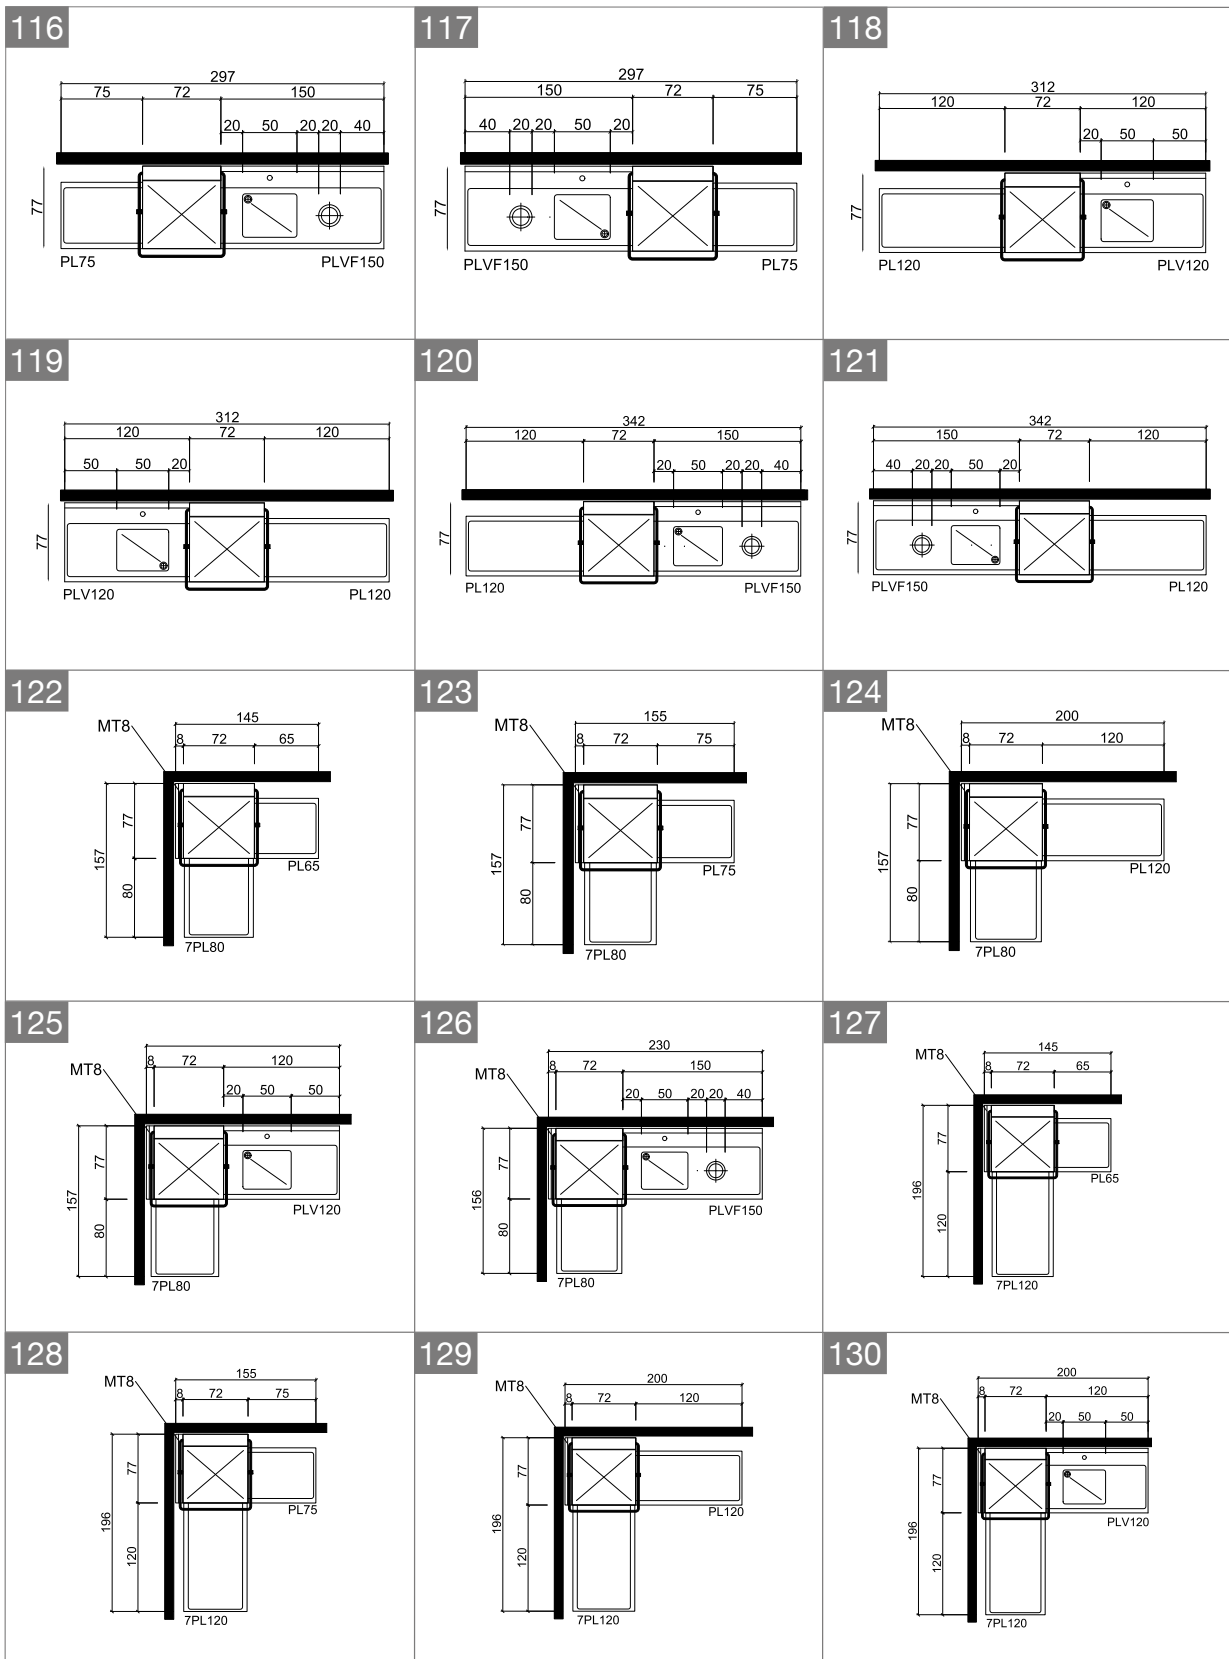 116
297
75 72 150
20 50 20 20 40
77
PL75 PLVF150
117
297
150 72 75
40 20 20 50 20
77
PLVF150 PL75
118
312
120 72 120
20 50 50
77
PL120 PLV120
119
312
120 72 120
50 50 20
77
PLV120 PL120
120
342
120 72 150
20 50 20 20 40
77
PL120 PLVF150
121
342
150 72 120
40 20 20 50 20
77
PLVF150 PL120
122
145
MT8
8 72 65
77
157
80
PL65
7PL80
123
155
MT8
8 72 75
77
157
80
PL75
7PL80
124
200
MT8
8 72 120
77
157
80
PL120
7PL80
125
MT8
8 72 120
20 50 50
77
157
80
PLV120
7PL80
126
230
MT8
8 72 150
20 50 20 20 40
77
156
80
PLVF150
7PL80
127
145
MT8
8 72 65
77
196
120
PL65
7PL120
128
155
MT8
8 72 75
77
196
120
PL75
7PL120
129
200
MT8
8 72 120
77
196
120
PL120
7PL120
130
200
MT8
8 72 120
20 50 50
77
196
120
PLV120
7PL120